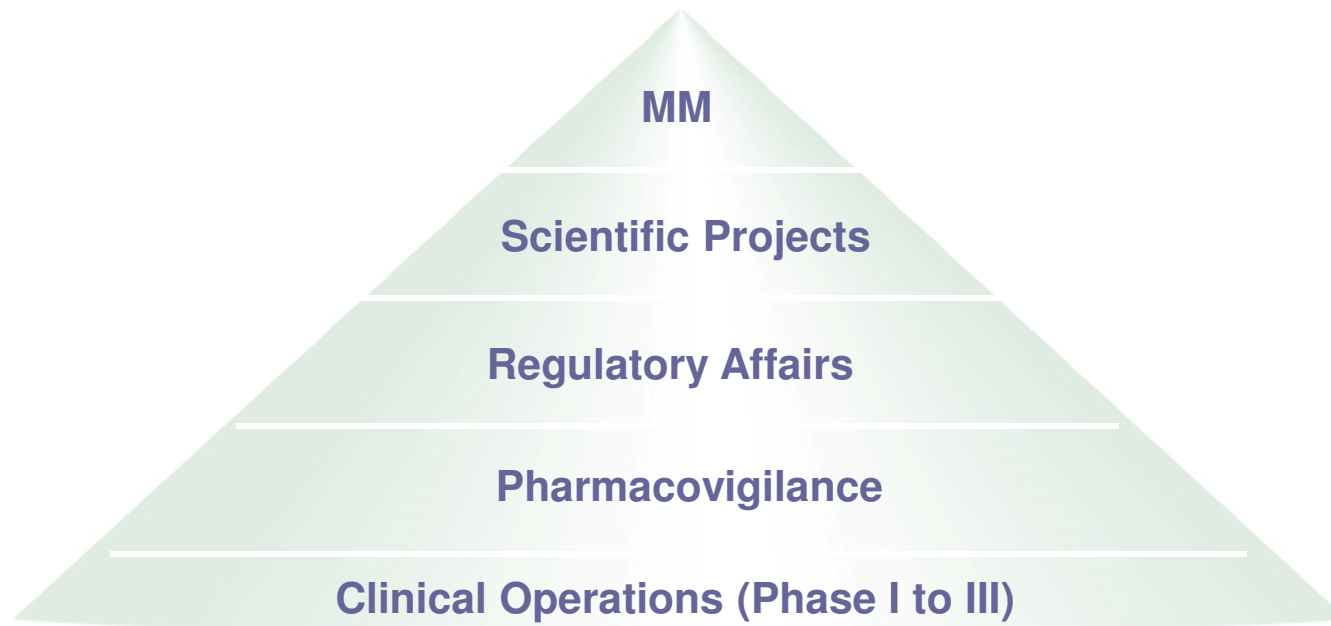 MM
Scientific Projects
Regulatory Affairs
Pharmacovigilance
Clinical Operations (Phase I to III)